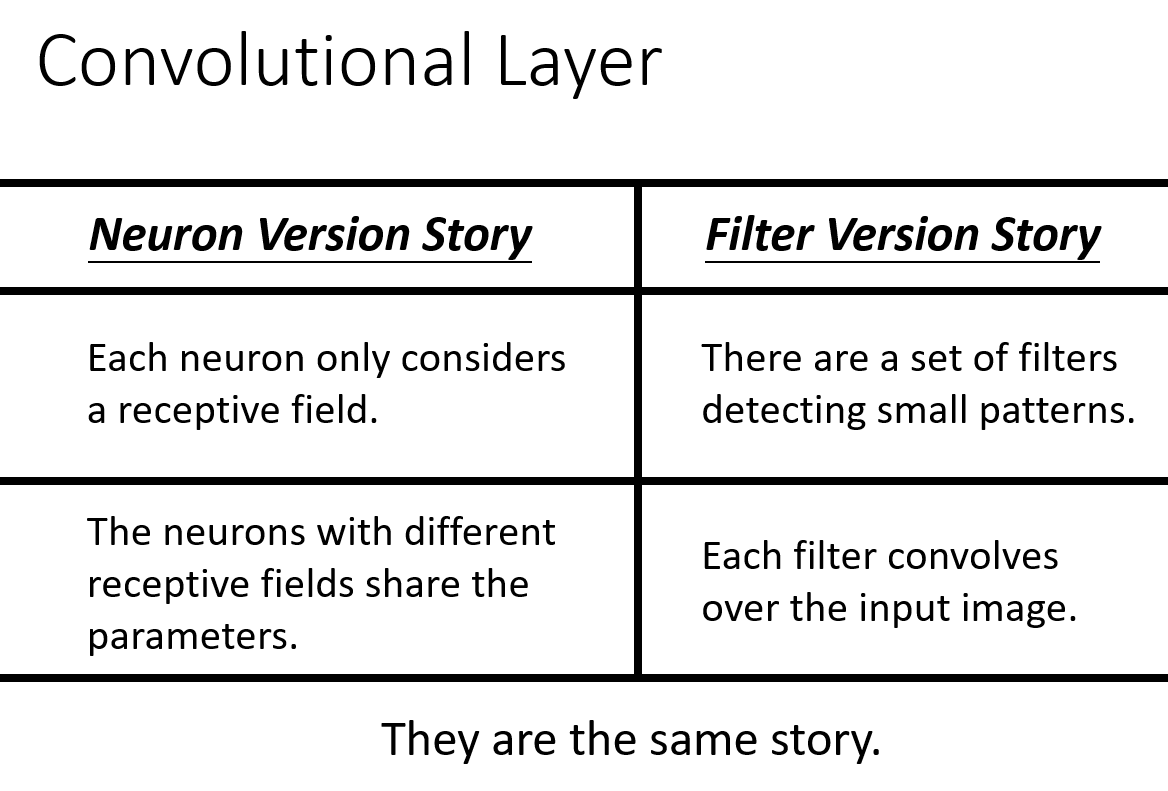 Convolutional Layer
Neuron Version Story
Filter Version Story
Each neuron only considers
a receptive field.
There are a set of filters
detecting small patterns.
The neurons with different
receptive fields share the
parameters.
Each filter convolves
over the input image.
They are the same story.